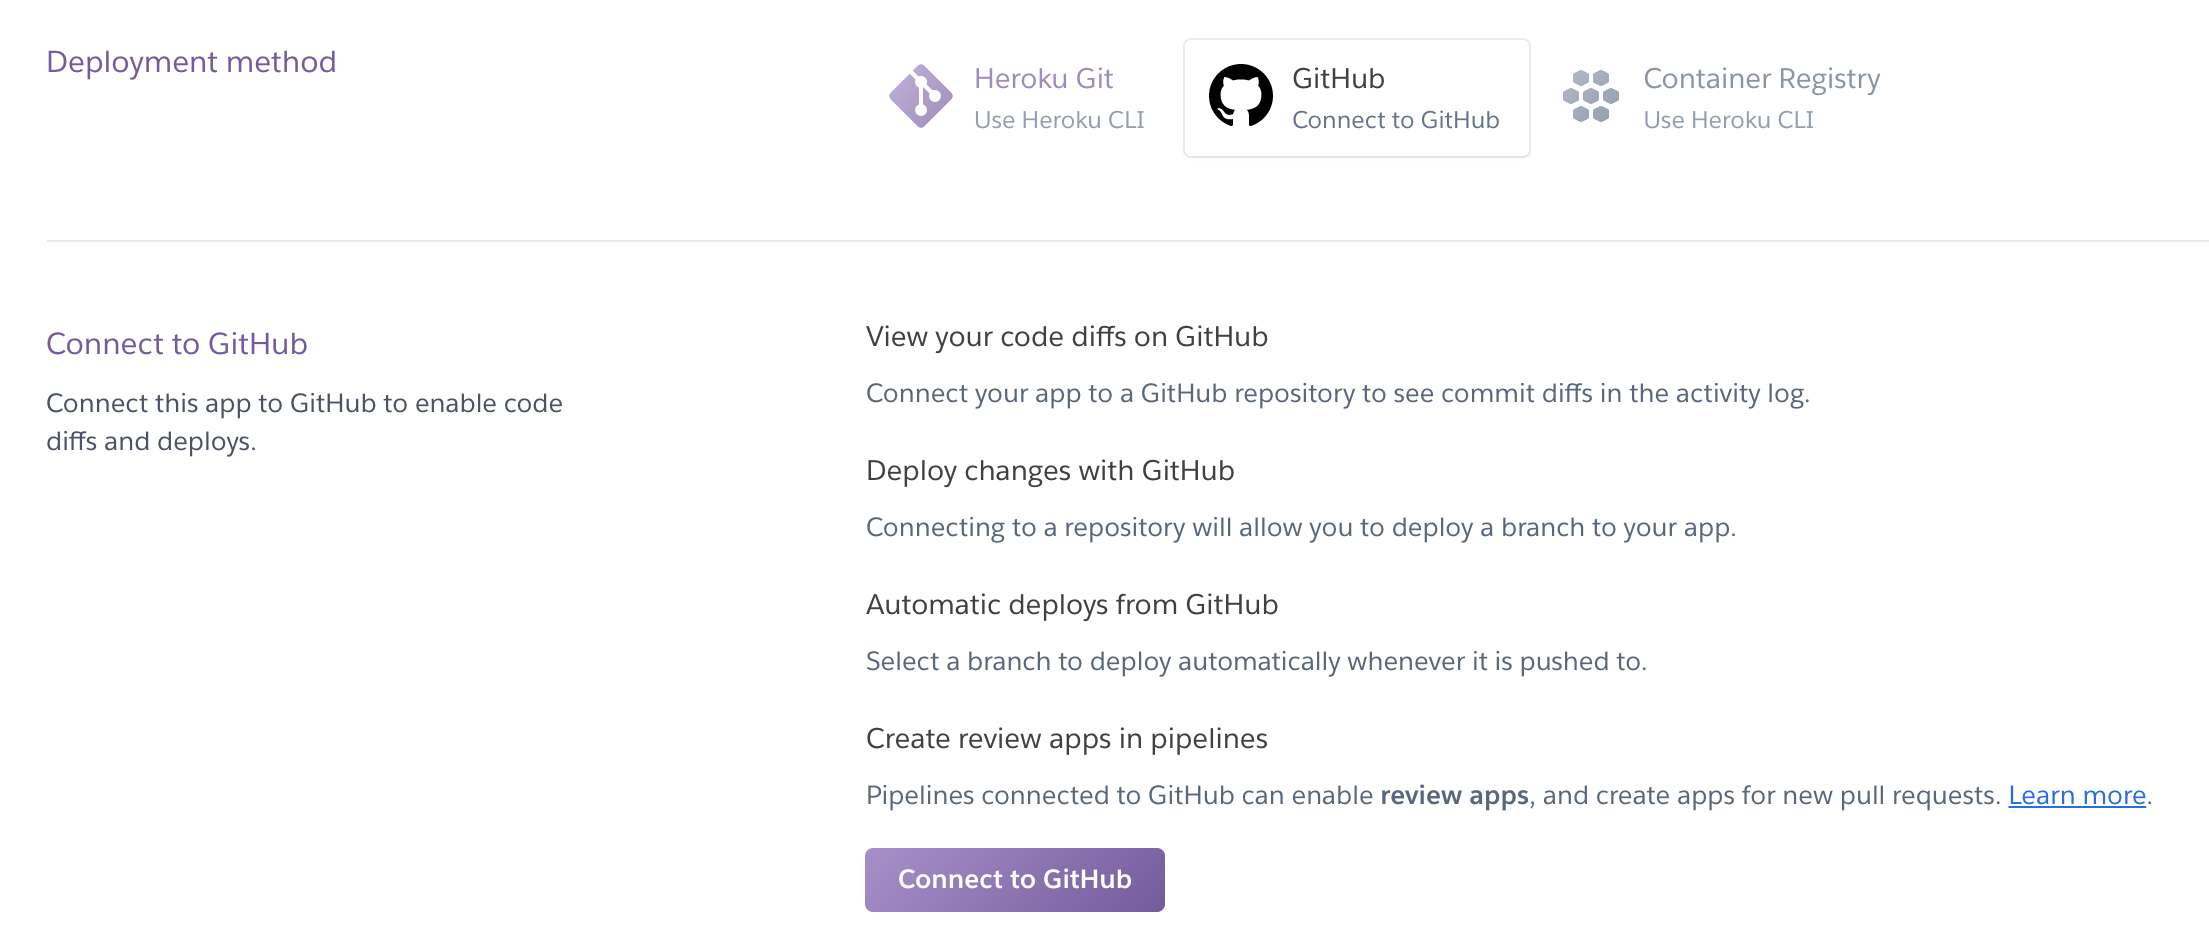 Deployment method
Heroku Git
Use Heroku CLI
GitHub
Connect to GitHub
Container Registry
Use Heroku CLI
Connect to GitHub
Connect this app to GitHub to enable code
diffs and deploys.
View your code diffs on GitHub
Connect your app to a GitHub repository to see commit diffs in the activity log.
Deploy changes with GitHub
Connecting to a repository will allow you to deploy a branch to your app.
Automatic deploys from GitHub
Select a branch to deploy automatically whenever it is pushed to.
Create review apps in pipelines
Pipelines connected to GitHub can enable review apps, and create apps for new pull requests. Learn more.
Connect to GitHub